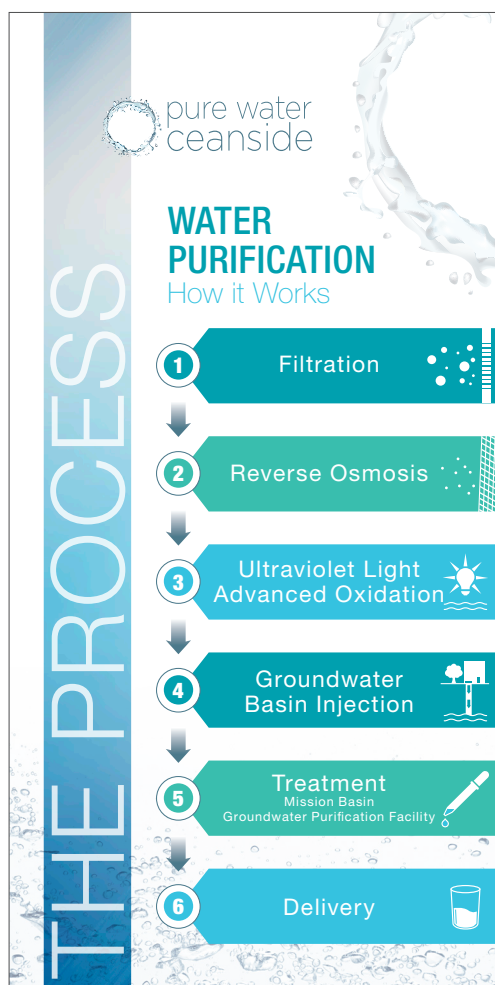 THE PROCESS
pure water
ceanside
WATER
PURIFICATION
How it Works
1
Filtration
2
Reverse Osmosis
3
Ultraviolet Light
Advanced Oxidation
4
Groundwater
Basin Injection
5
Treatment
Mission Basin
Groundwater Purification Facility
6
Delivery